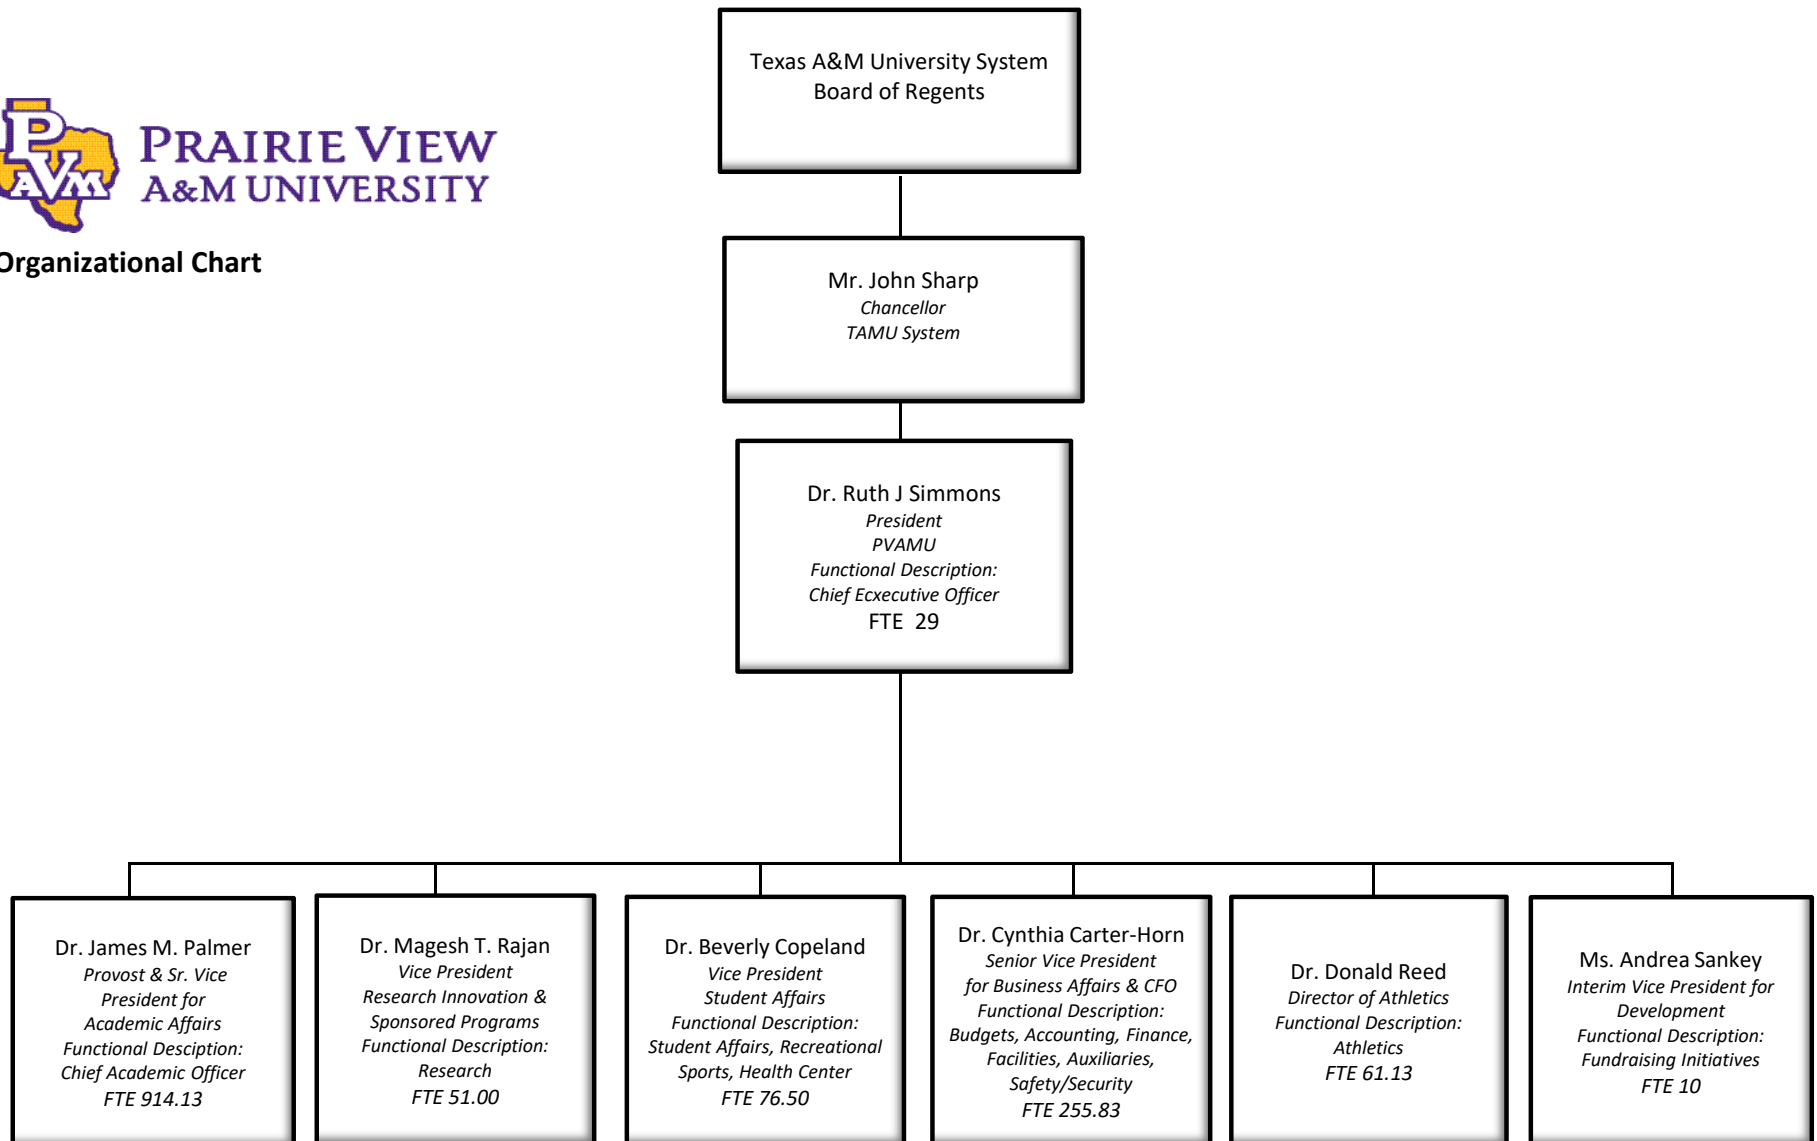 Texas A&M University System
Board of Regents
PVAM
PRAIRIE VIEW
A&M UNIVERSITY
Organizational Chart
Mr. John Sharp
Chancellor
TAMU System
Dr. Ruth J Simmons
President
PVAMU
Functional Description:
Chief Ecxecutive Officer
FTE 29
Dr. James M. Palmer
Provost & Sr. Vice
President for
Academic Affairs
Functional Desciption:
Chief Academic Officer
FTE 914.13
Dr. Magesh T. Rajan
Vice President
Research Innovation &
Sponsored Programs
Functional Description:
Research
FTE 51.00
Dr. Beverly Copeland
Vice President
Student Affairs
Functional Description:
Student Affairs, Recreational
Sports, Health Center
FTE 76.50
Dr. Cynthia Carter-Horn
Senior Vice President
for Business Affairs & CFO
Functional Description:
Budgets, Accounting, Finance,
Facilities, Auxiliaries,
Safety/Security
FTE 255.83
Dr. Donald Reed
Director of Athletics
Functional Description:
Athletics
FTE 61.13
Ms. Andrea Sankey
Interim Vice President for
Development
Functional Description:
Fundraising Initiatives
FTE 10